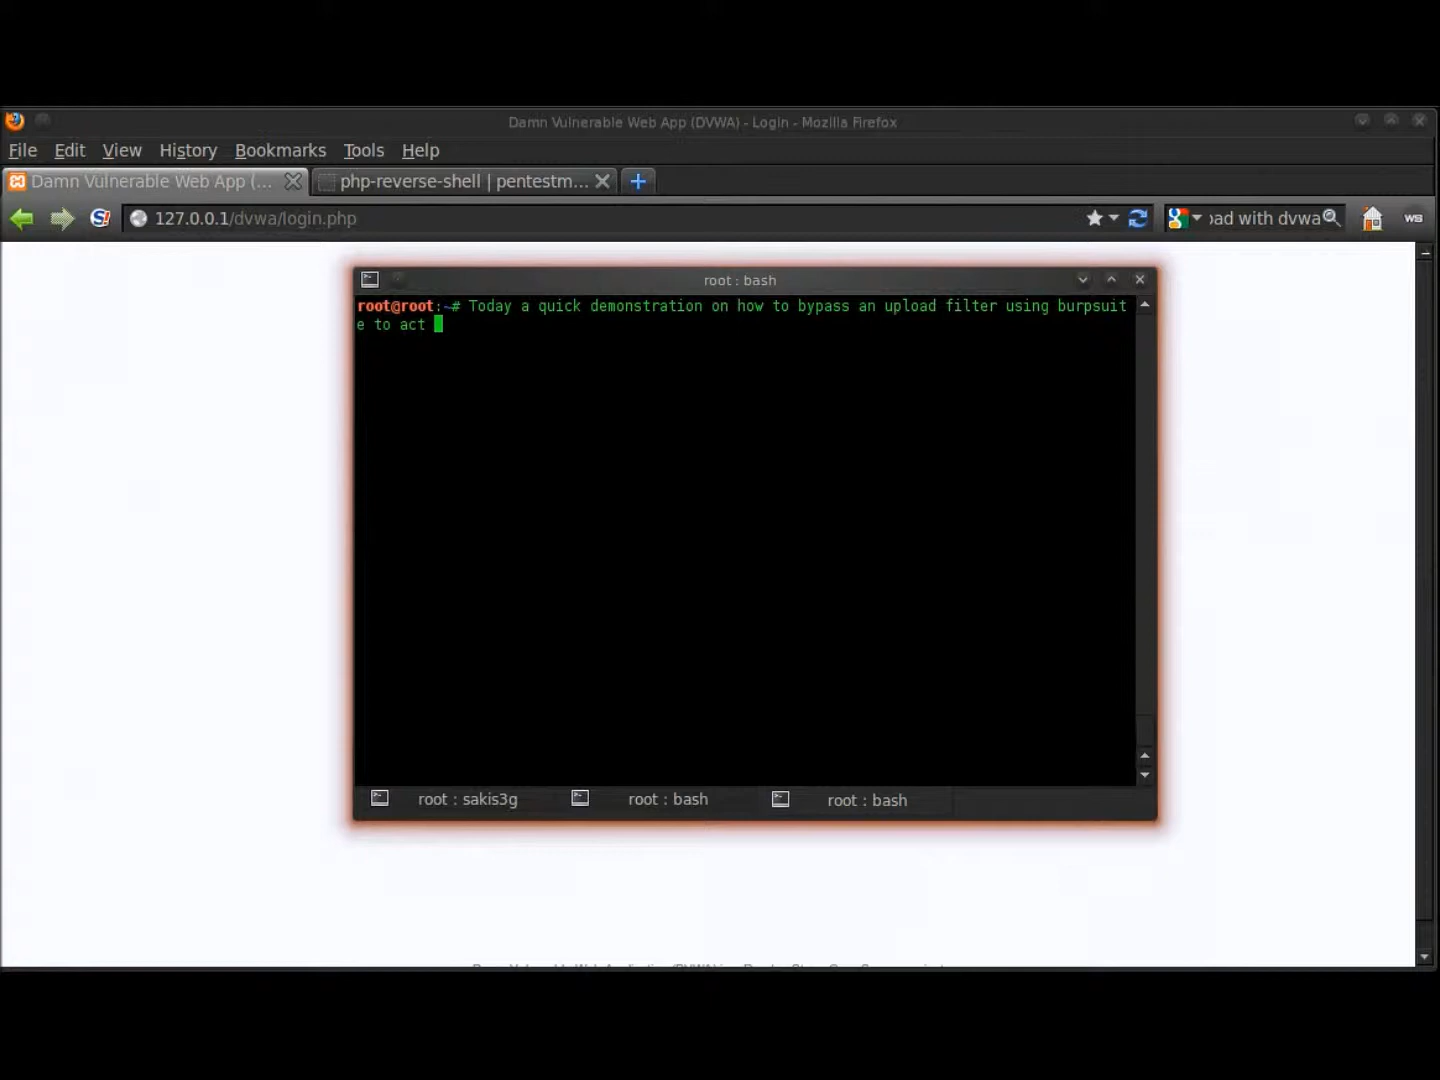 Damn Vulnerable Web App (DVWA) - Login - Mozilla Firefox
File Edit View History Bookmarks Tools Help
Damn Vulnerable Web App (... php-reverse-shell | pentestm...
127.0.0.1/dvwa/login.php with dvwa WS
root : bash
root@root:~# Today a quick demonstration on how to bypass an upload filter using burpsuit
e to act
root : sakis3g root : bash root : bash